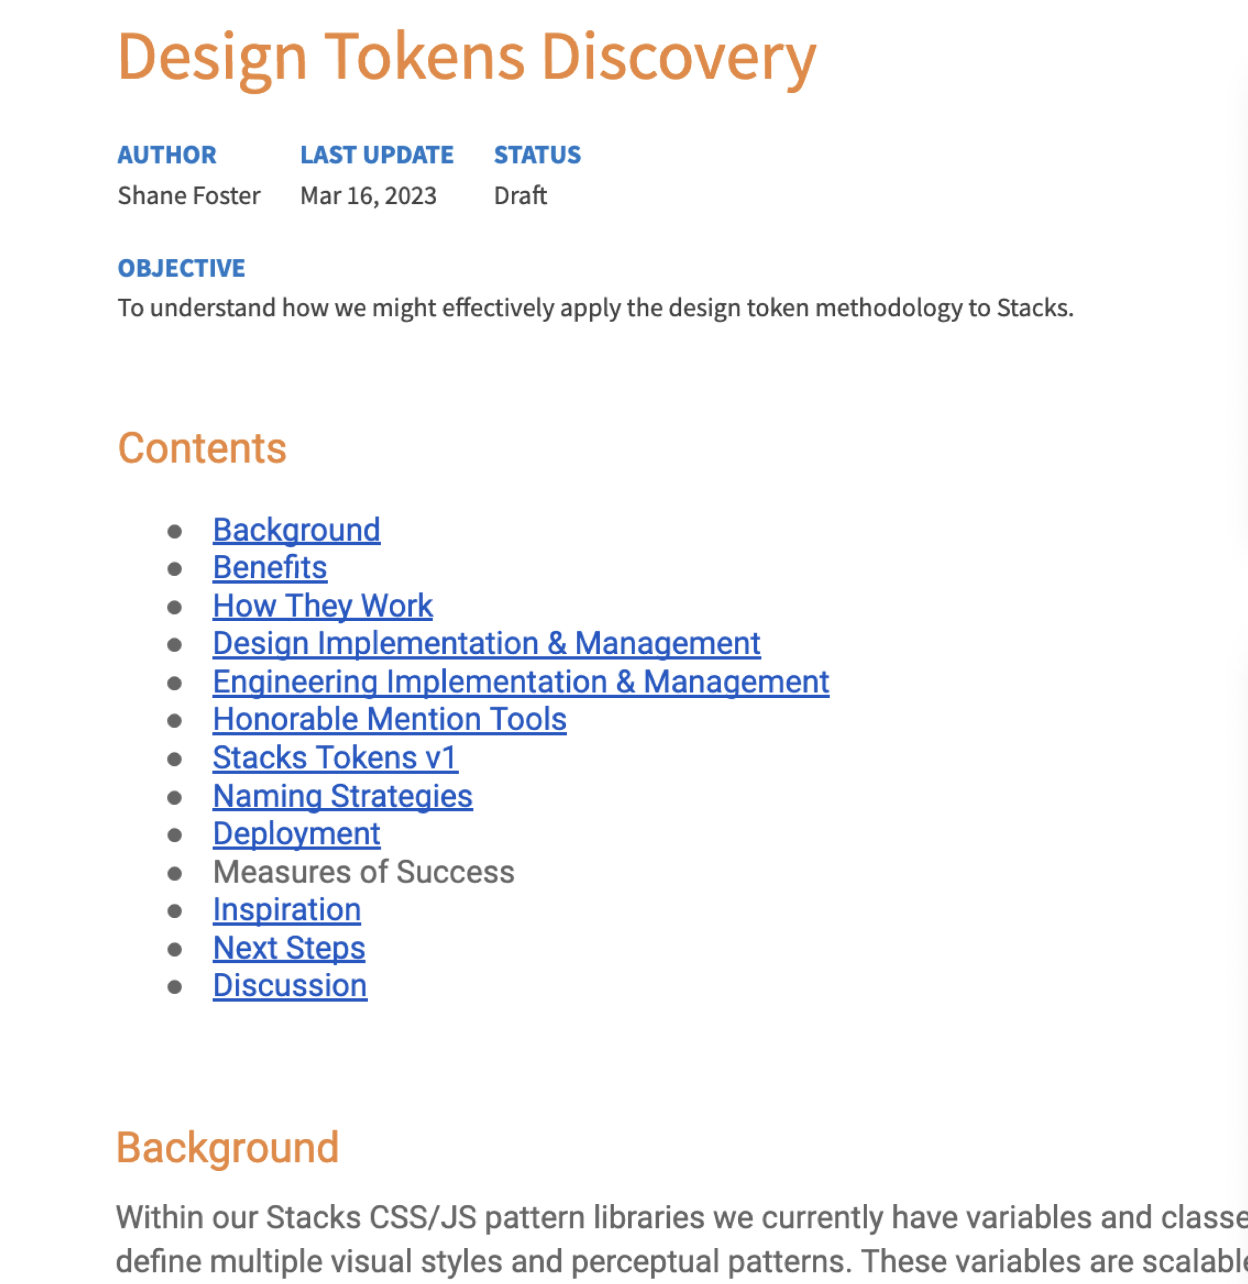 Design Tokens Discovery
AUTHOR LAST UPDATE STATUS
Shane Foster Mar 16, 2023 Draft
OBJECTIVE
To understand how we might effectively apply the design token methodology to Stacks.
Contents
Background
Benefits
How They Work
Design Implementation & Management
Engineering Implementation & Management
Honorable Mention Tools
Stacks Tokens v1
Naming Strategies
Deployment
Measures of Success
Inspiration
Next Steps
Discussion
Background
Within our Stacks CSS/JS pattern libraries we currently have variables and classe
define multiple visual styles and perceptual patterns. These variables are scalabl